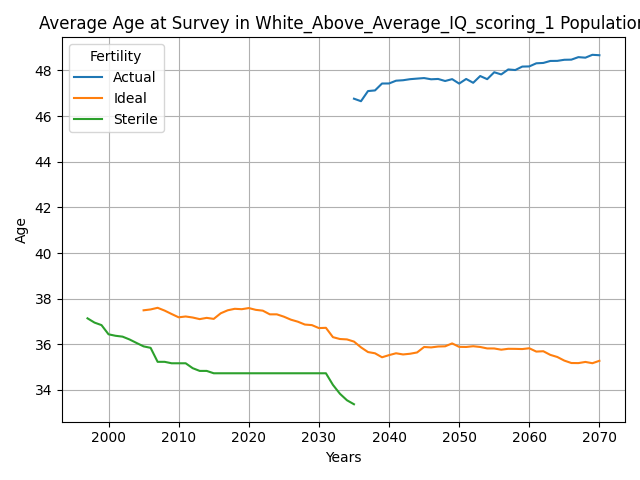 Average Age at Survey in White_Above_Average_IQ_scoring_1 Population
Fertility
Actual
Ideal
Sterile
48
46
44
42
40
38
36
34
Age
2000 2010 2020 2030 2040 2050 2060 2070
Years